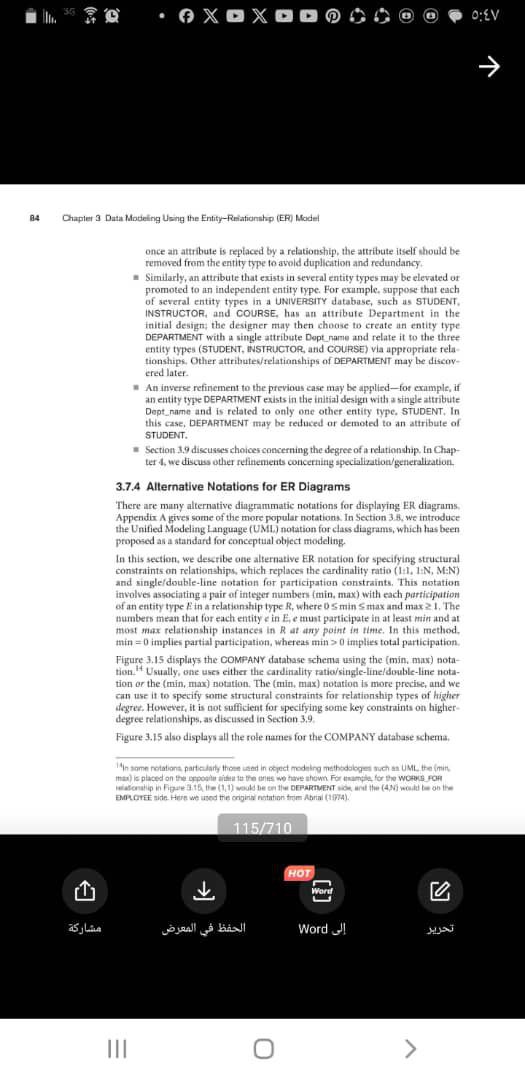 3G
٥:٤٧
84 Chapter 3 Data Modeling Using the Entity–Relationship (ER) Model
once an attribute is replaced by a relationship, the attribute itself should be
removed from the entity type to avoid duplication and redundancy.
■ Similarly, an attribute that exists in several entity types may be elevated or
promoted to an independent entity type. For example, suppose that each
of several entity types in a UNIVERSITY database, such as STUDENT,
INSTRUCTOR, and COURSE, has an attribute Department in the
initial design; the designer may then choose to create an entity type
DEPARTMENT with a single attribute Dept_name and relate it to the three
entity types (STUDENT, INSTRUCTOR, and COURSE) via appropriate rela-
tionships. Other attributes/relationships of DEPARTMENT may be discov-
ered later.
■ An inverse refinement to the previous case may be applied—for example, if
an entity type DEPARTMENT exists in the initial design with a single attribute
Dept_name and is related to only one other entity type, STUDENT. In
this case, DEPARTMENT may be reduced or demoted to an attribute of
STUDENT.
■ Section 3.9 discusses choices concerning the degree of a relationship. In Chap-
ter 4, we discuss other refinements concerning specialization/generalization.
3.7.4 Alternative Notations for ER Diagrams
There are many alternative diagrammatic notations for displaying ER diagrams.
Appendix A gives some of the more popular notations. In Section 3.8, we introduce
the Unified Modeling Language (UML) notation for class diagrams, which has been
proposed as a standard for conceptual object modeling.
In this section, we describe one alternative ER notation for specifying structural
constraints on relationships, which replaces the cardinality ratio (1:1, 1:N, M:N)
and single/double-line notation for participation constraints. This notation
involves associating a pair of integer numbers (min, max) with each participation
of an entity type E in a relationship type R, where 0 ≤ min ≤ max and max ≥ 1. The
numbers mean that for each entity e in E, e must participate in at least min and at
most max relationship instances in R at any point in time. In this method,
min = 0 implies partial participation, whereas min > 0 implies total participation.
Figure 3.15 displays the COMPANY database schema using the (min, max) nota-
tion.14 Usually, one uses either the cardinality ratio/single-line/double-line nota-
tion or the (min, max) notation. The (min, max) notation is more precise, and we
can use it to specify some structural constraints for relationship types of higher
degree. However, it is not sufficient for specifying some key constraints on higher-
degree relationships, as discussed in Section 3.9.
Figure 3.15 also displays all the role names for the COMPANY database schema.
14In some notations, particularly those used in object modeling methodologies such as UML, the (min,
max) is placed on the opposite sides to the ones we have shown. For example, for the WORKS_FOR
relationship in Figure 3.15, the (1,1) would be on the DEPARTMENT side, and the (4,N) would be on the
EMPLOYEE side. Here we used the original notation from Abrial (1974).
115/710
HOT
Word
مشاركة
الحفظ في المعرض
إلى Word
تحرير